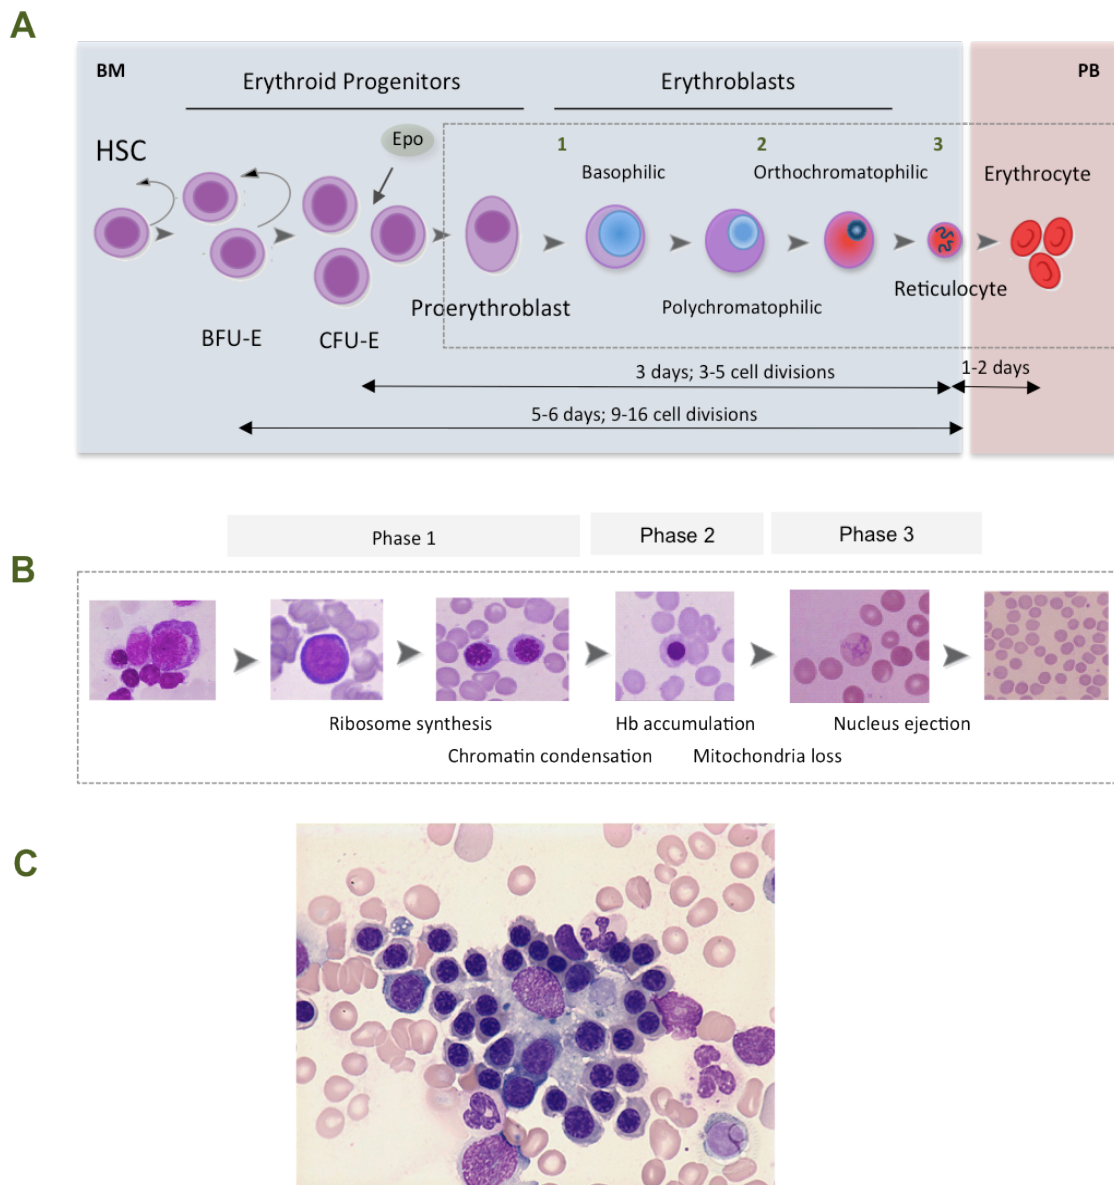 A
BM
PB
Erythroid Progenitors
Erythroblasts
Epo
1
2
3
HSC
Basophilic
Orthochromatophilic
Erythrocyte
Reticulocyte
Proerythroblast
Polychromatophilic
BFU-E
CFU-E
3 days; 3-5 cell divisions
1-2 days
5-6 days; 9-16 cell divisions
Phase 1
Phase 2
Phase 3
B
Ribosome synthesis
Hb accumulation
Nucleus ejection
Chromatin condensation
Mitochondria loss
C